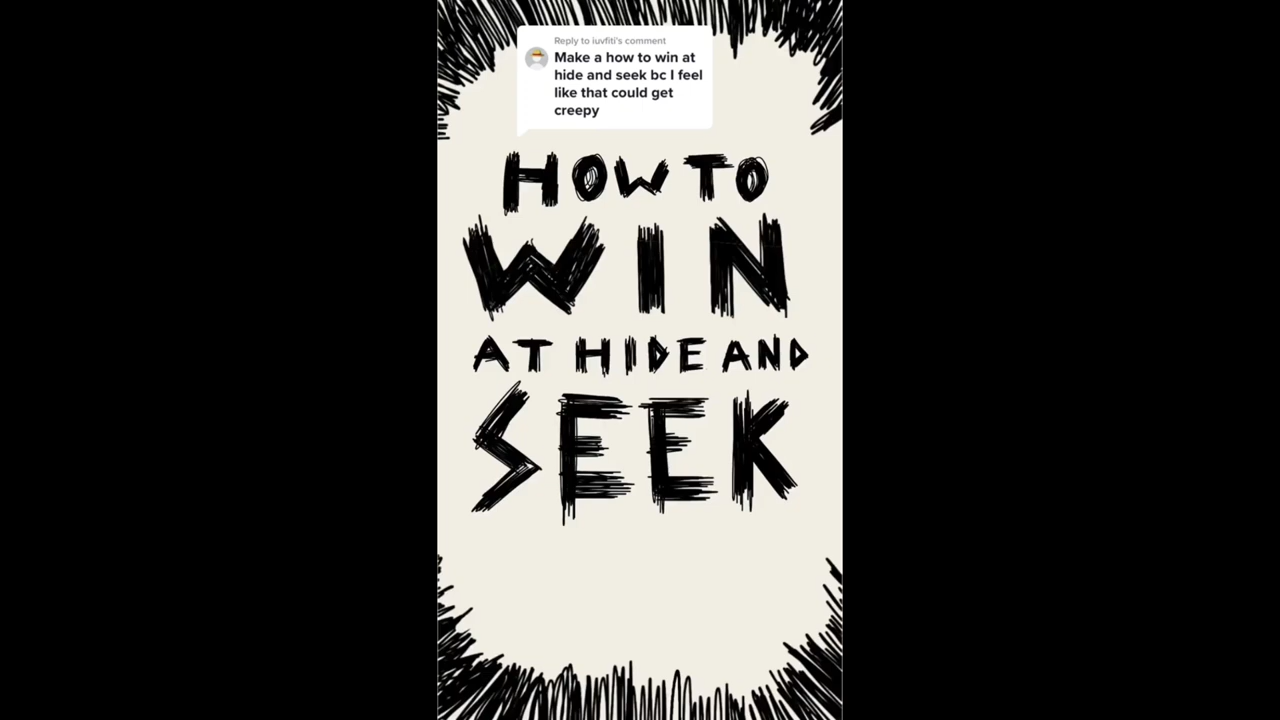 Reply to iuvfiti's comment
Make a how to win at
hide and seek bc I feel
like that could get
creepy
HOW TO
WIN
AT HIDE AND
SEEK